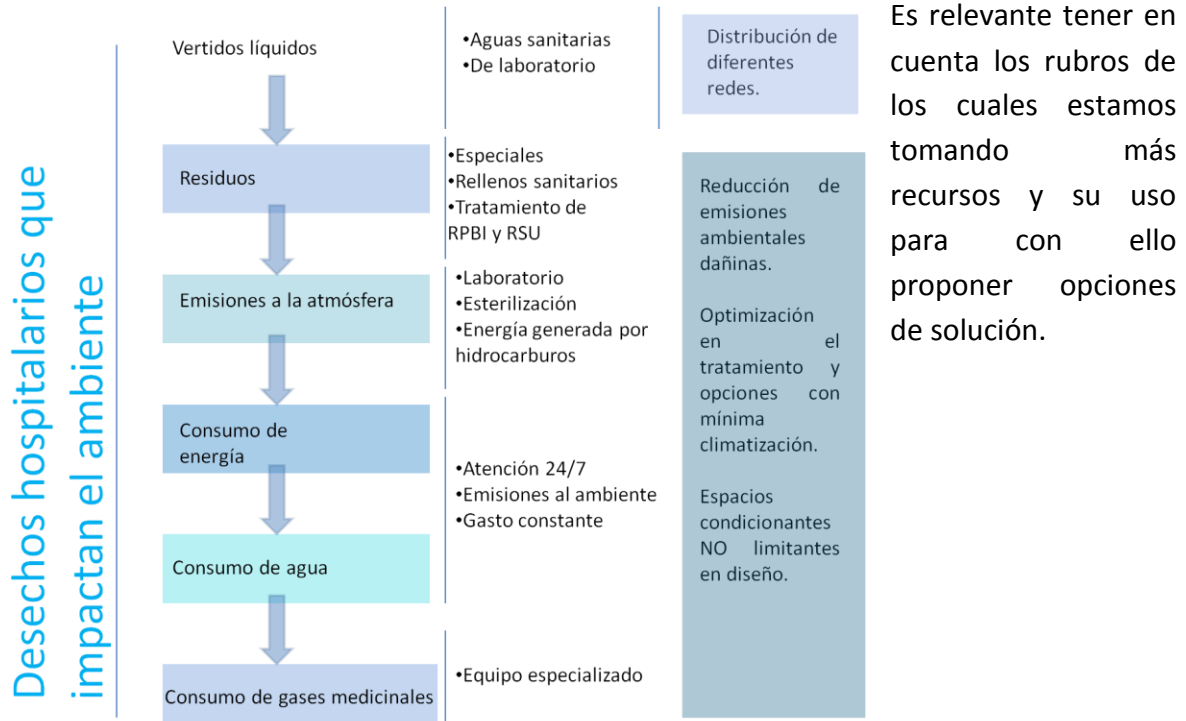 Desechos hospitalarios que
impactan el ambiente
Vertidos líquidos
•Aguas sanitarias
•De laboratorio
Distribución de
diferentes
redes.
Residuos
•Especiales
•Rellenos sanitarios
•Tratamiento de
RPBI y RSU
Emisiones a la atmósfera
•Laboratorio
•Esterilización
•Energía generada por
hidrocarburos
Consumo de
energía
•Atención 24/7
•Emisiones al ambiente
•Gasto constante
Consumo de agua
Consumo de gases medicinales
•Equipo especializado
Reducción de
emisiones
ambientales
dañinas.
Optimización
en el
tratamiento y
opciones con
mínima
climatización.
Espacios
condicionantes
NO limitantes
en diseño.
Es relevante tener en
cuenta los rubros de
los cuales estamos
tomando más
recursos y su uso
para con ello
proponer opciones
de solución.